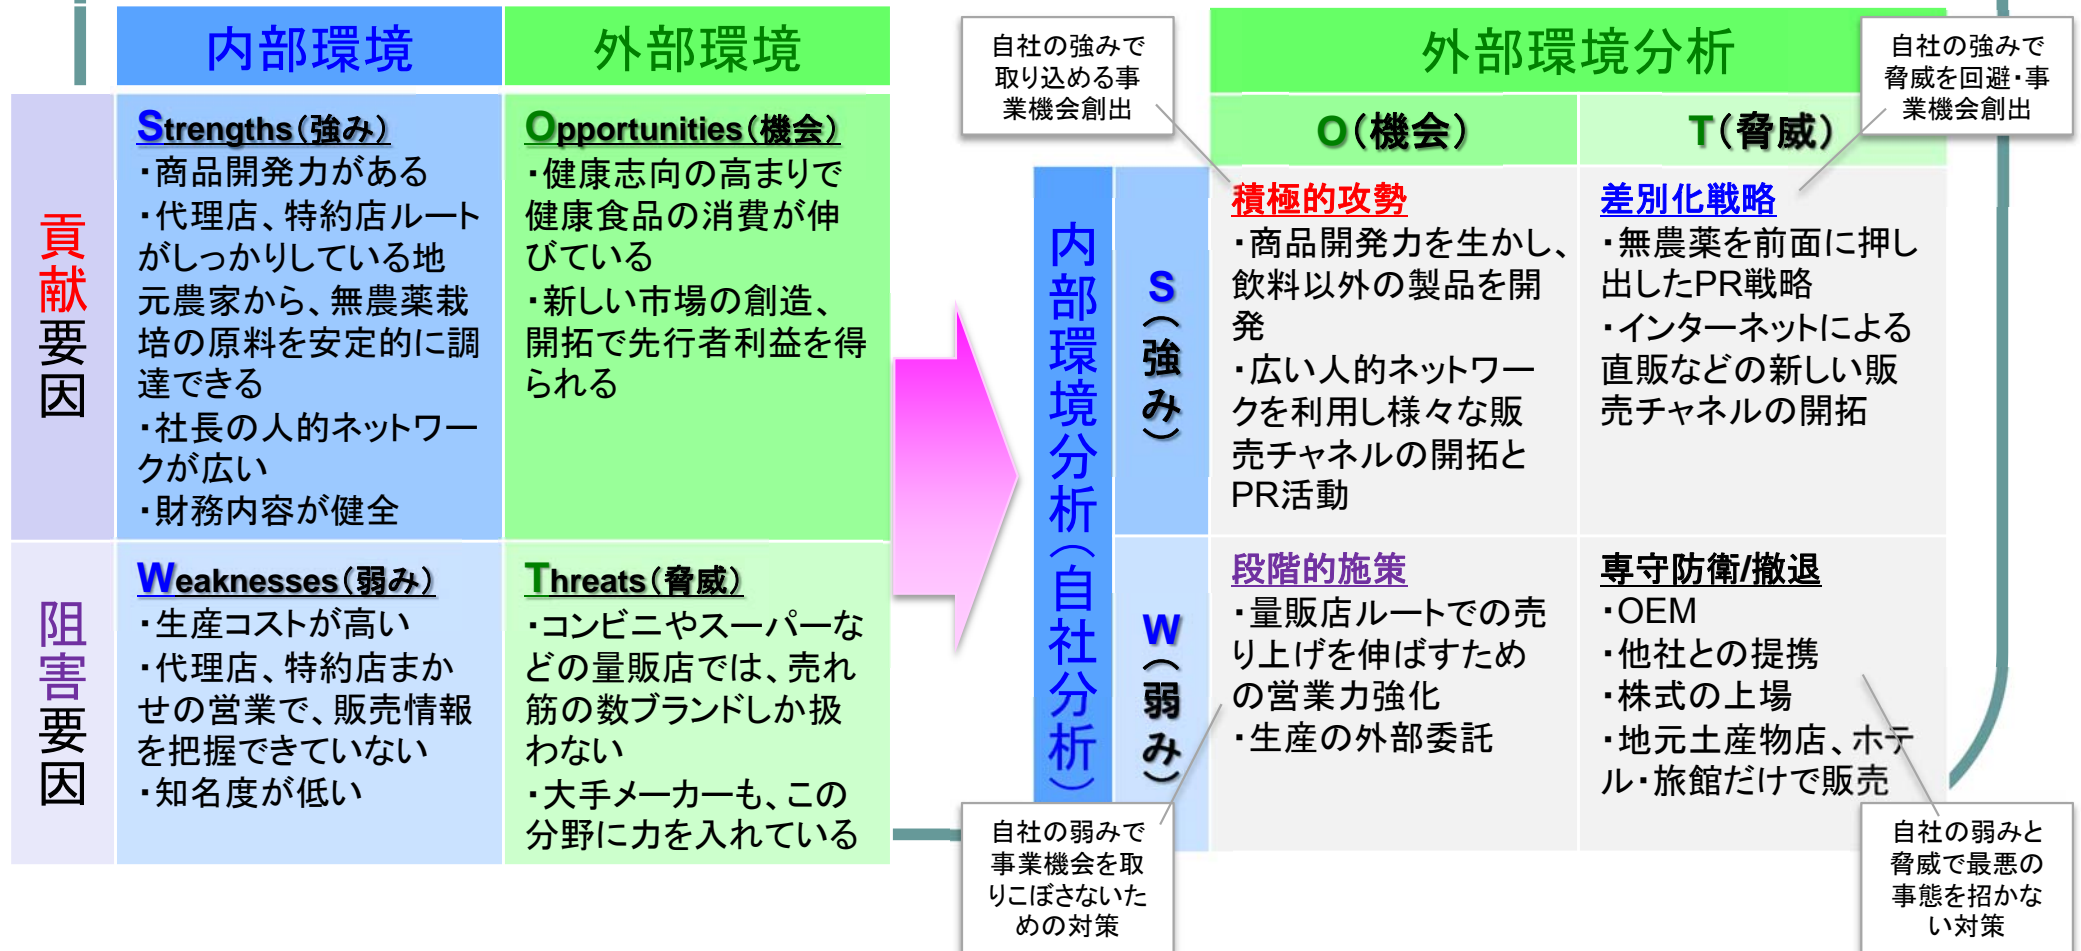 内部環境
外部環境
貢献要因
Strengths(強み)
・商品開発力がある
・代理店、特約店ルート
がしっかりしている地
元農家から、無農薬栽
培の原料を安定的に調
達できる
・社長の人的ネットワー
クが広い
・財務内容が健全
Opportunities(機会)
・健康志向の高まりで
健康食品の消費が伸
びている
・新しい市場の創造、
開拓で先行者利益を得
られる
阻害要因
Weaknesses(弱み)
・生産コストが高い
・代理店、特約店まか
せの営業で、販売情報
を把握できていない
・知名度が低い
Threats(脅威)
・コンビニやスーパーな
どの量販店では、売れ
筋の数ブランドしか扱
わない
・大手メーカーも、この
分野に力を入れている
自社の強みで
取り込める事
業機会創出
外部環境分析
自社の強みで
脅威を回避・事
業機会創出
O(機会)
T(脅威)
内部環境分析(自社分析)
S(強み)
積極的攻勢
・商品開発力を生かし、
飲料以外の製品を開
発
・広い人的ネットワー
クを利用し様々な販
売チャネルの開拓と
PR活動
差別化戦略
・無農薬を前面に押し
出したPR戦略
・インターネットによる
直販などの新しい販
売チャネルの開拓
W(弱み)
段階的施策
・量販店ルートでの売
り上げを伸ばすため
の営業力強化
・生産の外部委託
専守防衛/撤退
・OEM
・他社との提携
・株式の上場
・地元土産物店、ホテ
ル・旅館だけで販売
自社の弱みで
事業機会を取
りこぼさないた
めの対策
自社の弱みと
脅威で最悪の
事態を招かな
い対策